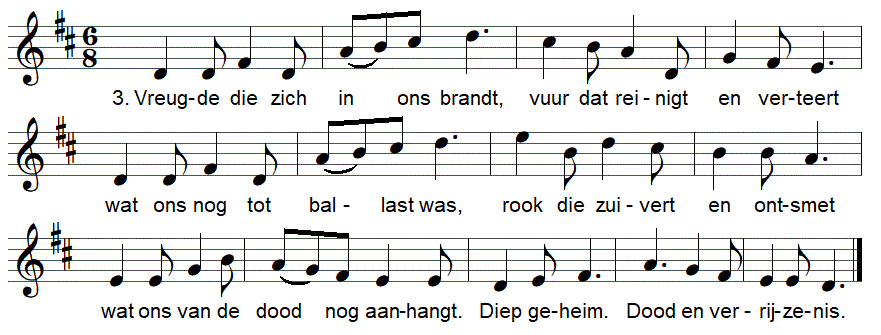 6
8
3. Vreug-de die zich in ons brandt, vuur dat rei-nigt en ver-teert
wat ons nog tot bal - last was, rook die zui-vert en ont-smet
wat ons van de dood nog aan-hangt. Diep ge-heim. Dood en ver - rij-ze-nis.